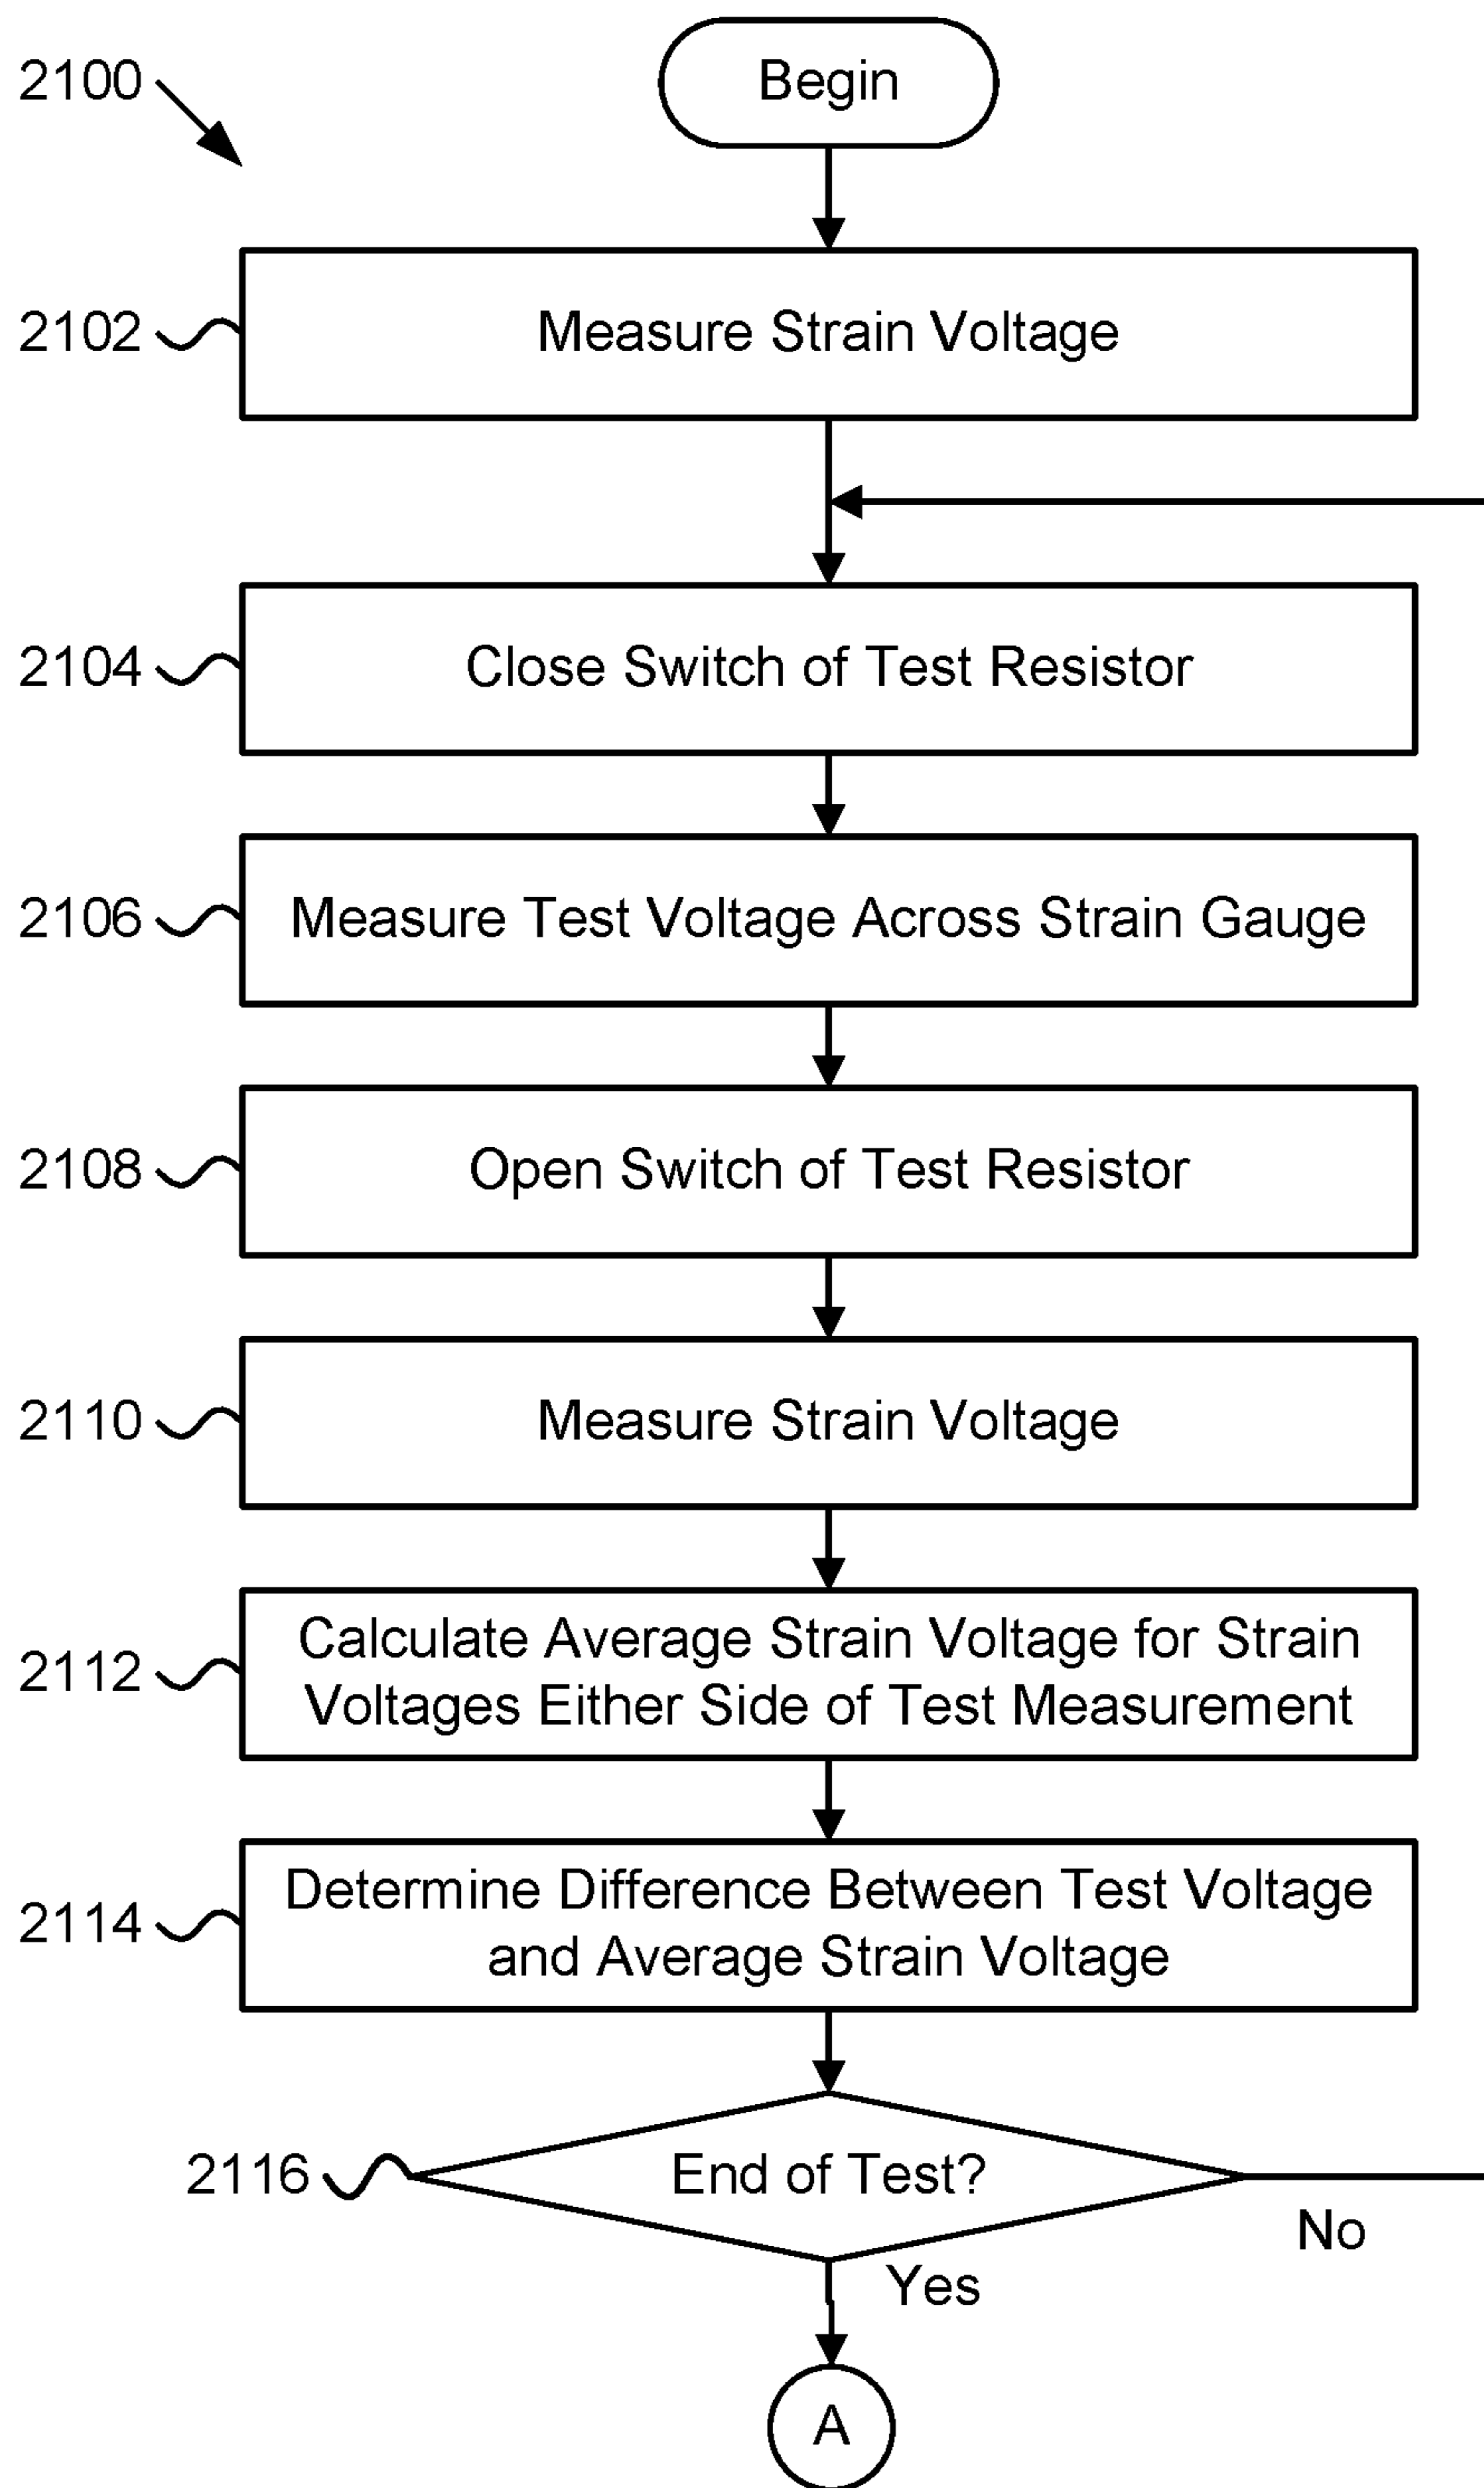 2100
Begin
2102
Measure Strain Voltage
2104
Close Switch of Test Resistor
2106
Measure Test Voltage Across Strain Gauge
2108
Open Switch of Test Resistor
2110
Measure Strain Voltage
2112
Calculate Average Strain Voltage for Strain
Voltages Either Side of Test Measurement
2114
Determine Difference Between Test Voltage
and Average Strain Voltage
2116
End of Test?
No
Yes
A